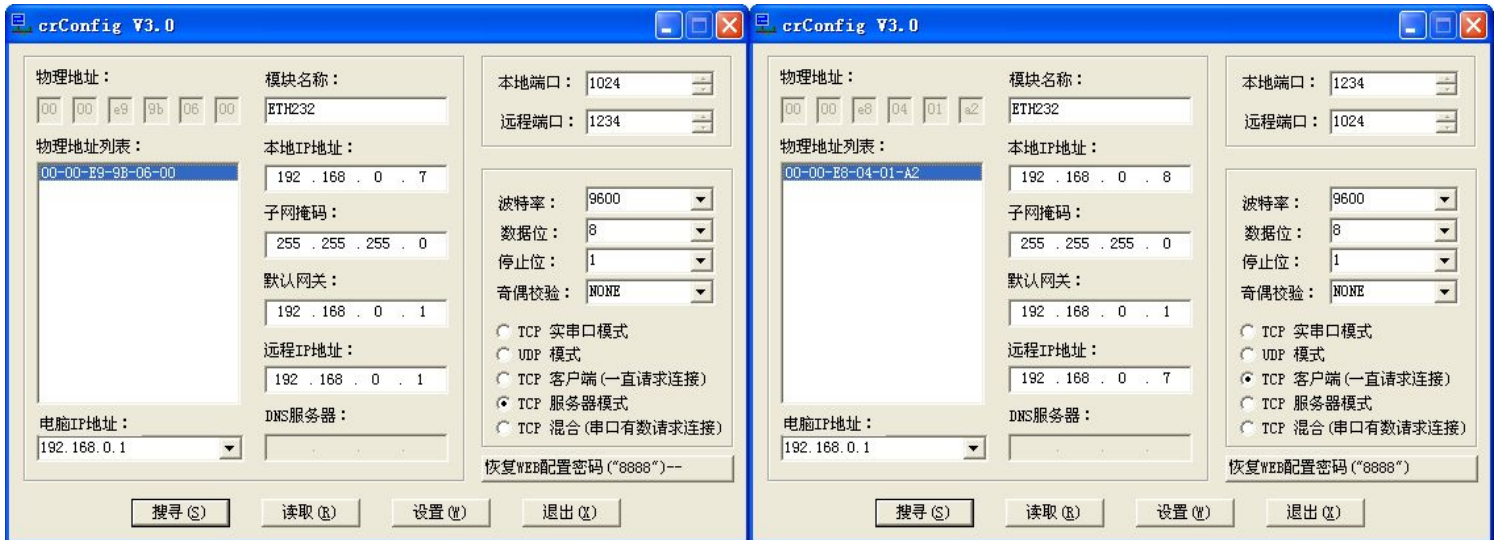 crConfig V3.0
物理地址：
00 00 e9 9b 06 00
物理地址列表：
00-00-E9-9B-06-00
电脑IP地址：
192.168.0.1
模块名称：
ETH232
本地IP地址：
192 . 168 . 0 . 7
子网掩码：
255 . 255 . 255 . 0
默认网关：
192 . 168 . 0 . 1
远程IP地址：
192 . 168 . 0 . 1
DNS服务器：
本地端口： 1024
远程端口： 1234
波特率： 9600
数据位： 8
停止位： 1
奇偶校验： NONE
TCP 实串口模式
UDP 模式
TCP 客户端(一直请求连接)
TCP 服务器模式
TCP 混合(串口有数请求连接)
恢复WEB配置密码("8888")--
搜寻(S) 读取(R) 设置(W) 退出(X)
crConfig V3.0
物理地址：
00 00 e8 04 01 a2
物理地址列表：
00-00-E8-04-01-A2
电脑IP地址：
192.168.0.1
模块名称：
ETH232
本地IP地址：
192 . 168 . 0 . 8
子网掩码：
255 . 255 . 255 . 0
默认网关：
192 . 168 . 0 . 1
远程IP地址：
192 . 168 . 0 . 7
DNS服务器：
本地端口： 1234
远程端口： 1024
波特率： 9600
数据位： 8
停止位： 1
奇偶校验： NONE
TCP 实串口模式
UDP 模式
TCP 客户端(一直请求连接)
TCP 服务器模式
TCP 混合(串口有数请求连接)
恢复WEB配置密码("8888")
搜寻(S) 读取(R) 设置(W) 退出(X)